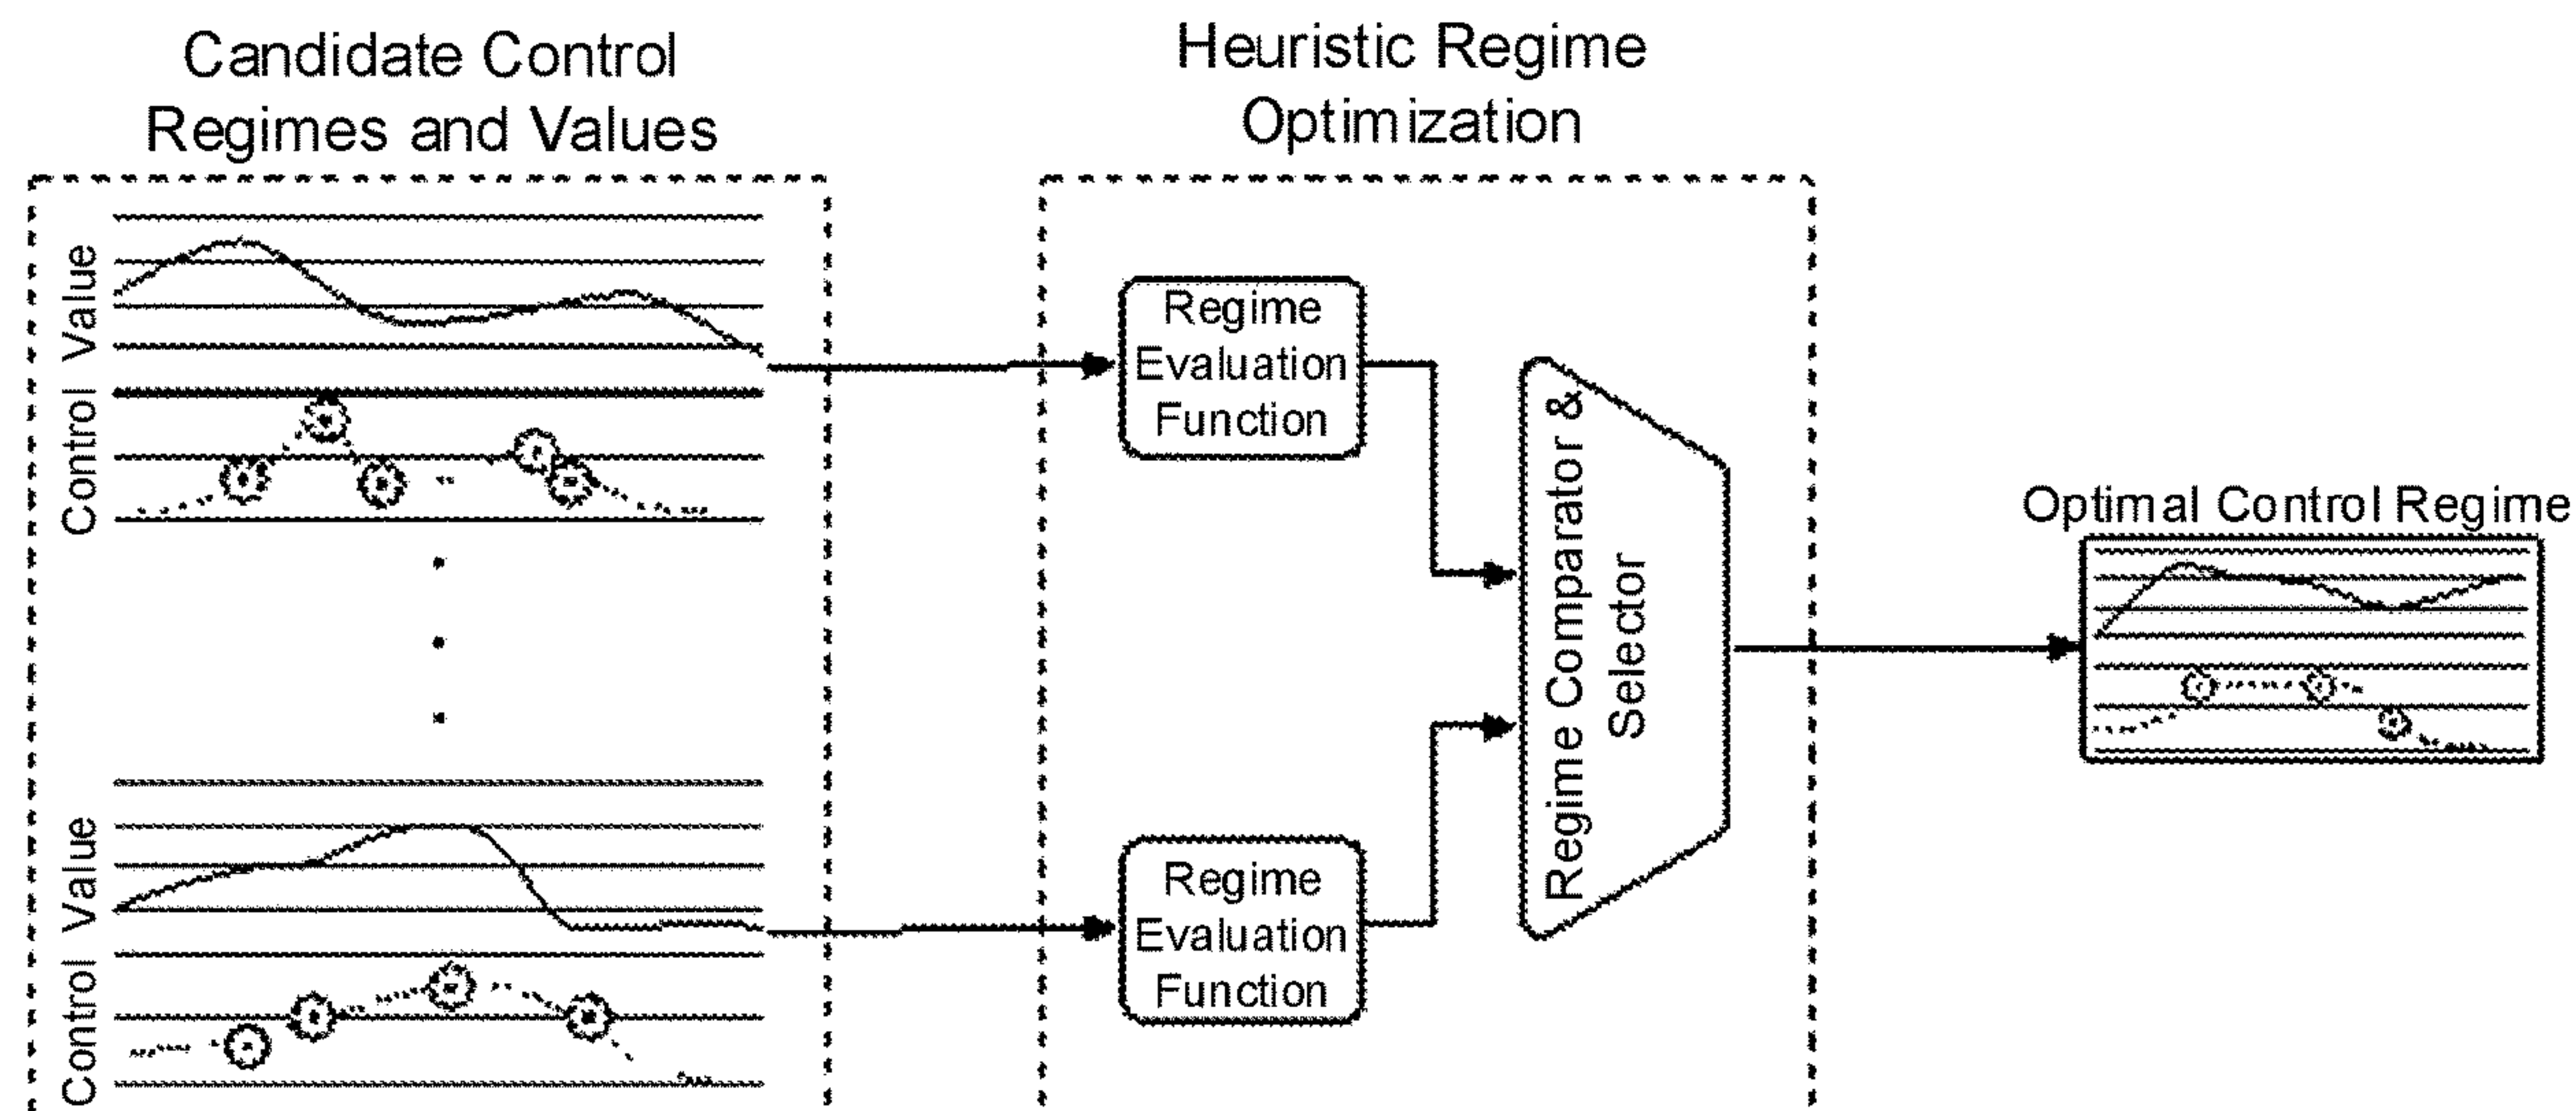 Candidate Control
Regimes and Values
Heuristic Regime
Optimization
Value
Control
Regime
Evaluation
Function
Regime Comparator &
Selector
Optimal Control Regime
Value
Control
Regime
Evaluation
Function